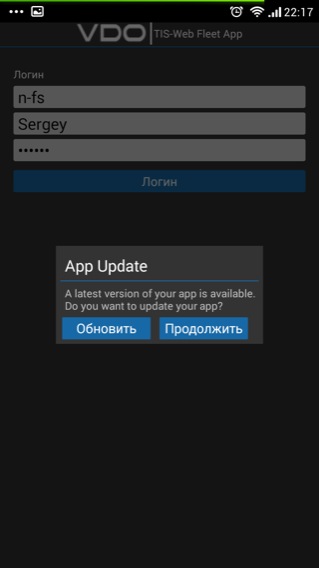 22:17
VDO TIS-Web Fleet App
Логин
n-fs
Sergey
••••••
Логин
App Update
A latest version of your app is available.
Do you want to update your app?
Обновить Продолжить